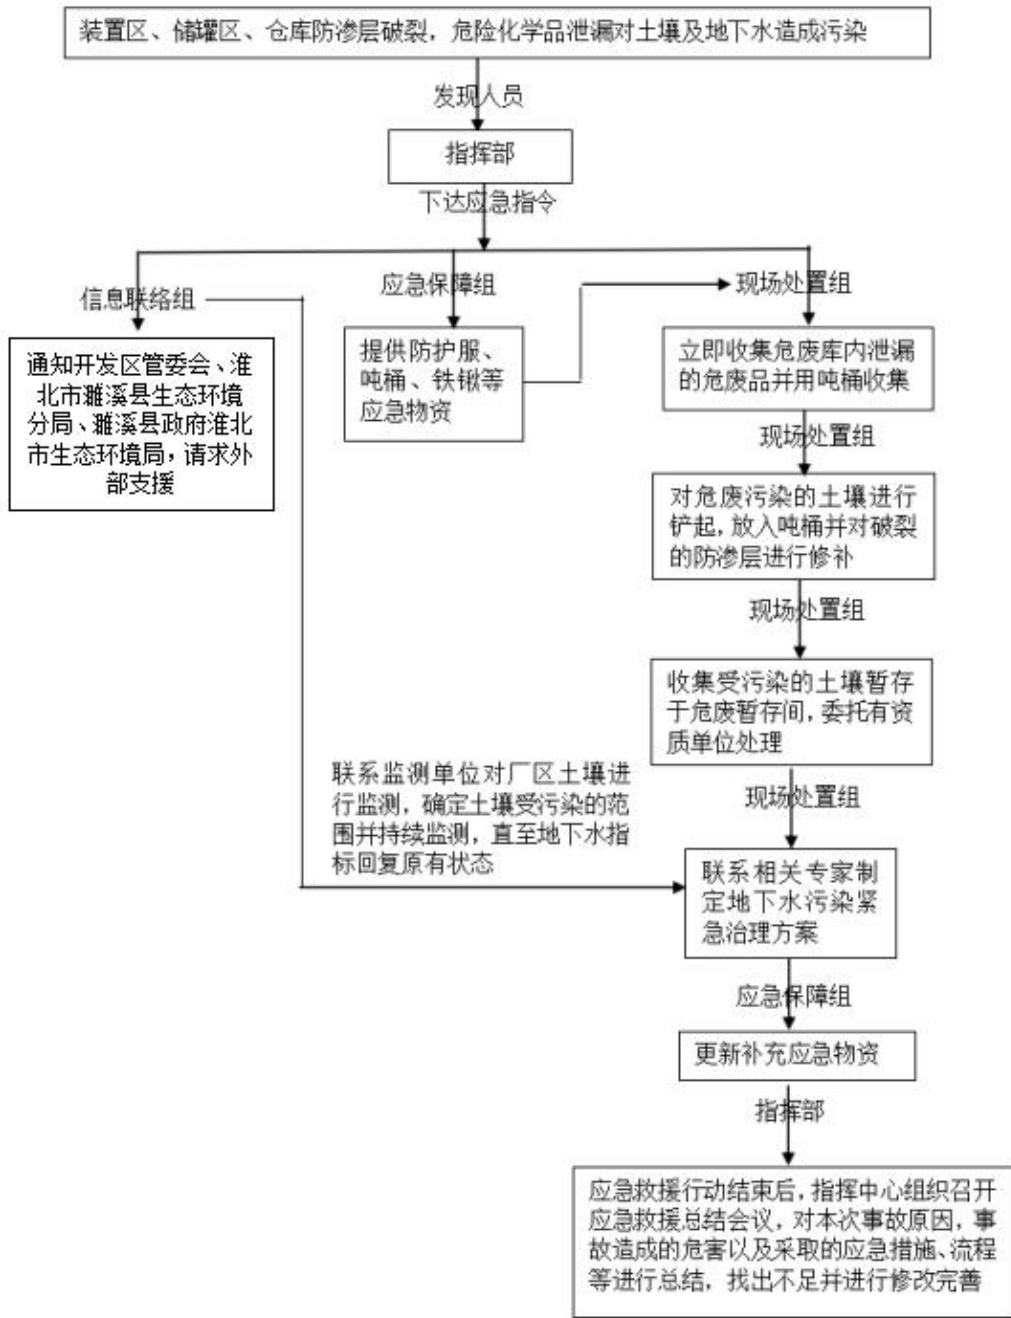 装置区、储罐区、仓库防渗层破裂，危险化学品泄漏对土壤及地下水造成污染
发现人员
指挥部
下达应急指令
信息联络组
应急保障组
现场处置组
通知开发区管委会、淮
北市濉溪县生态环境
分局、濉溪县政府淮北
市生态环境局，请求外
部支援
提供防护服、
吨桶、铁锹等
应急物资
立即收集危废库内泄漏
的危废品并用吨桶收集
现场处置组
对危废污染的土壤进行
铲起，放入吨桶并对破裂
的防渗层进行修补
现场处置组
收集受污染的土壤暂存
于危废暂存间，委托有资
质单位处理
联系监测单位对厂区土壤进
行监测，确定土壤受污染的范
围并持续监测，直至地下水指
标回复原有状态
现场处置组
联系相关专家制
定地下水污染紧
急治理方案
应急保障组
更新补充应急物资
指挥部
应急救援行动结束后，指挥中心组织召开
应急救援总结会议，对本次事故原因，事
故造成的危害以及采取的应急措施、流程
等进行总结，找出不足并进行修改完善